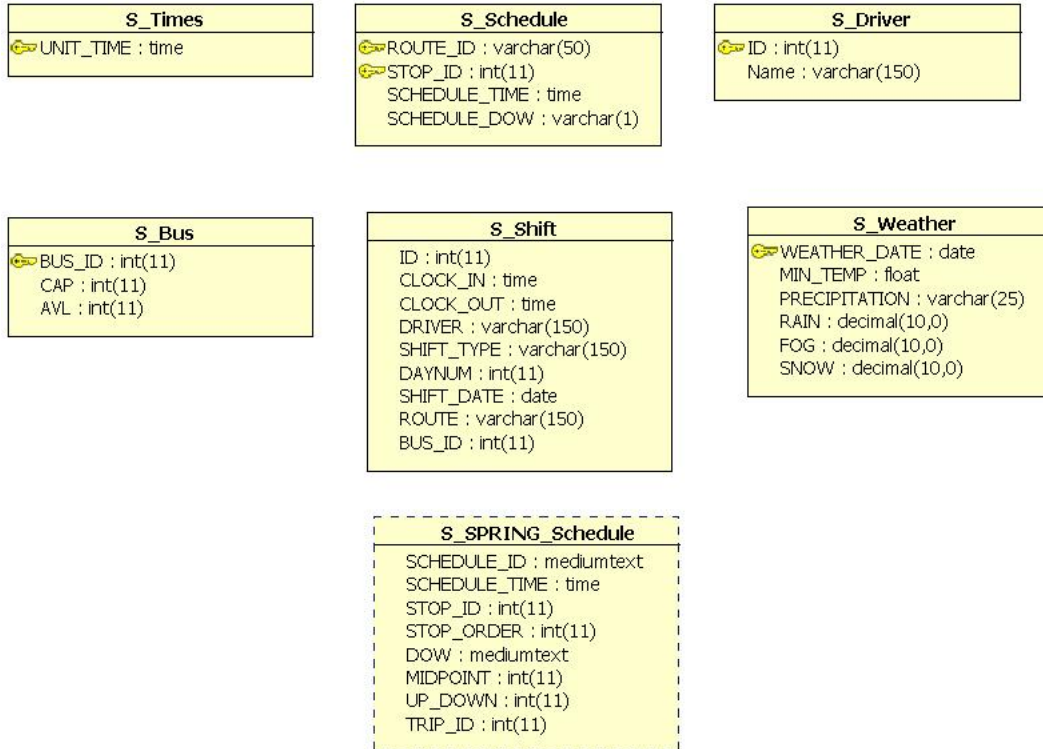 S_Times
UNIT_TIME : time
S_Schedule
ROUTE_ID : varchar(50)
STOP_ID : int(11)
SCHEDULE_TIME : time
SCHEDULE_DOW : varchar(1)
S_Driver
ID : int(11)
Name : varchar(150)
S_Bus
BUS_ID : int(11)
CAP : int(11)
AVL : int(11)
S_Shift
ID : int(11)
CLOCK_IN : time
CLOCK_OUT : time
DRIVER : varchar(150)
SHIFT_TYPE : varchar(150)
DAYNUM : int(11)
SHIFT_DATE : date
ROUTE : varchar(150)
BUS_ID : int(11)
S_Weather
WEATHER_DATE : date
MIN_TEMP : float
PRECIPITATION : varchar(25)
RAIN : decimal(10,0)
FOG : decimal(10,0)
SNOW : decimal(10,0)
S_SPRING_Schedule
SCHEDULE_ID : mediumtext
SCHEDULE_TIME : time
STOP_ID : int(11)
STOP_ORDER : int(11)
DOW : mediumtext
MIDPOINT : int(11)
UP_DOWN : int(11)
TRIP_ID : int(11)